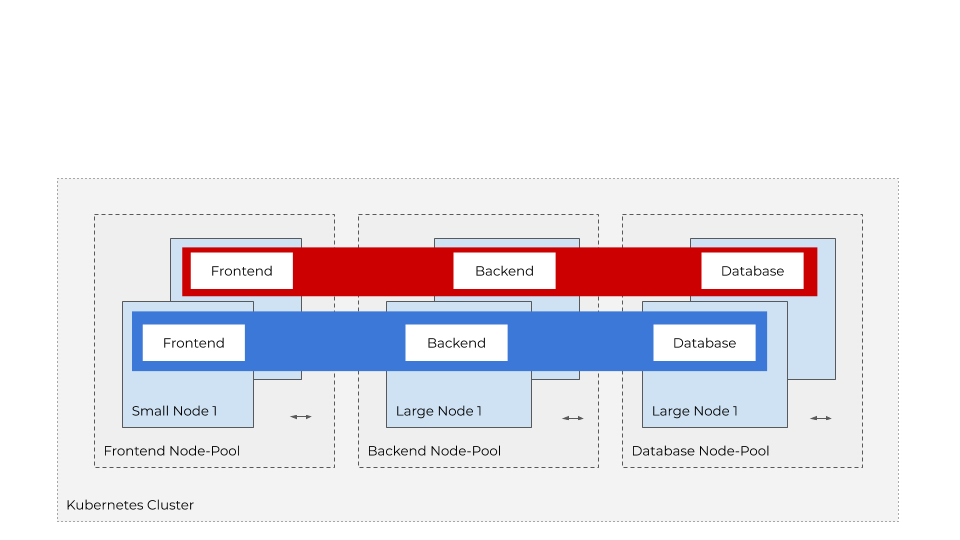 Frontend
Backend
Database
Frontend
Backend
Database
Small Node 1
Large Node 1
Large Node 1
Frontend Node-Pool
Backend Node-Pool
Database Node-Pool
Kubernetes Cluster